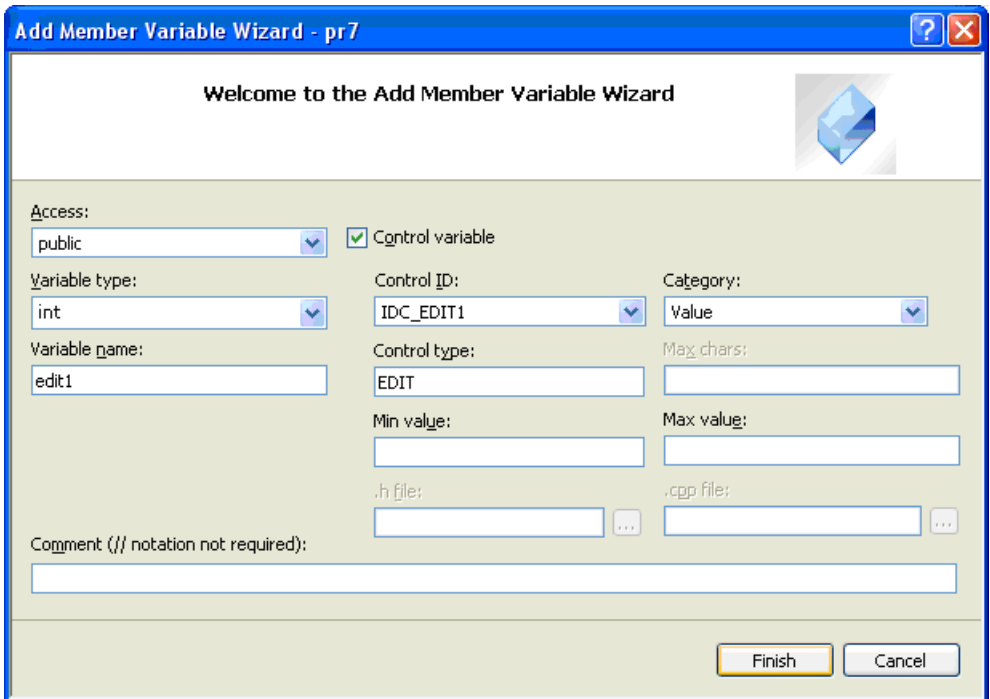 Add Member Variable Wizard - pr7
Welcome to the Add Member Variable Wizard
Access:
public
Control variable
Variable type:
Control ID:
Category:
int
IDC_EDIT1
Value
Variable name:
Control type:
Max chars:
edit1
EDIT
Min value:
Max value:
.h file:
.cpp file:
...
...
Comment (// notation not required):
Finish
Cancel